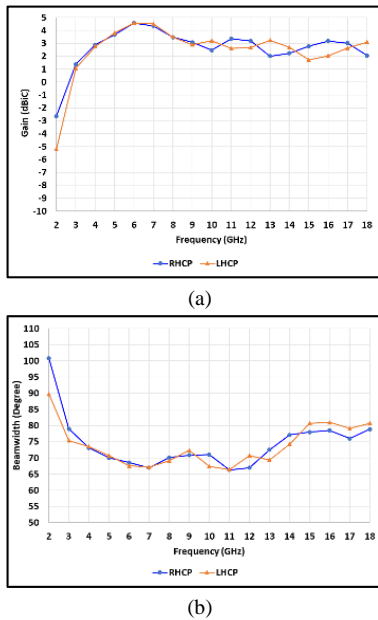 5
4
3
2
1
0
-1
-2
-3
-4
-5
-6
-7
-8
-9
-10
Gain (dBiC)
2 3 4 5 6 7 8 9 10 11 12 13 14 15 16 17 18
Frequency (GHz)
RHCP LHCP
(a)
110
105
100
95
90
85
80
75
70
65
60
55
50
Beamwidth (Degree)
2 3 4 5 6 7 8 9 10 11 12 13 14 15 16 17 18
Frequency (GHz)
RHCP LHCP
(b)